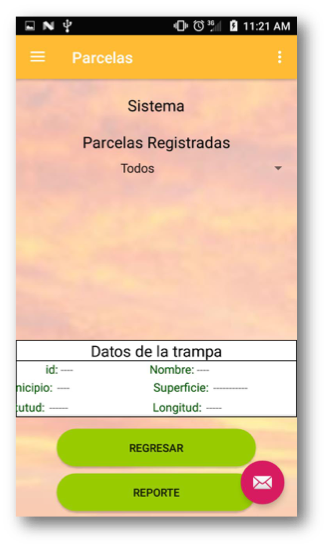 3G 11:21 AM
Parcelas
Sistema
Parcelas Registradas
Todos
Datos de la trampa
id: ---- Nombre: ----
nicipio: ---- Superficie: -----------
tutud: ------ Longitud: -----
REGRESAR
REPORTE